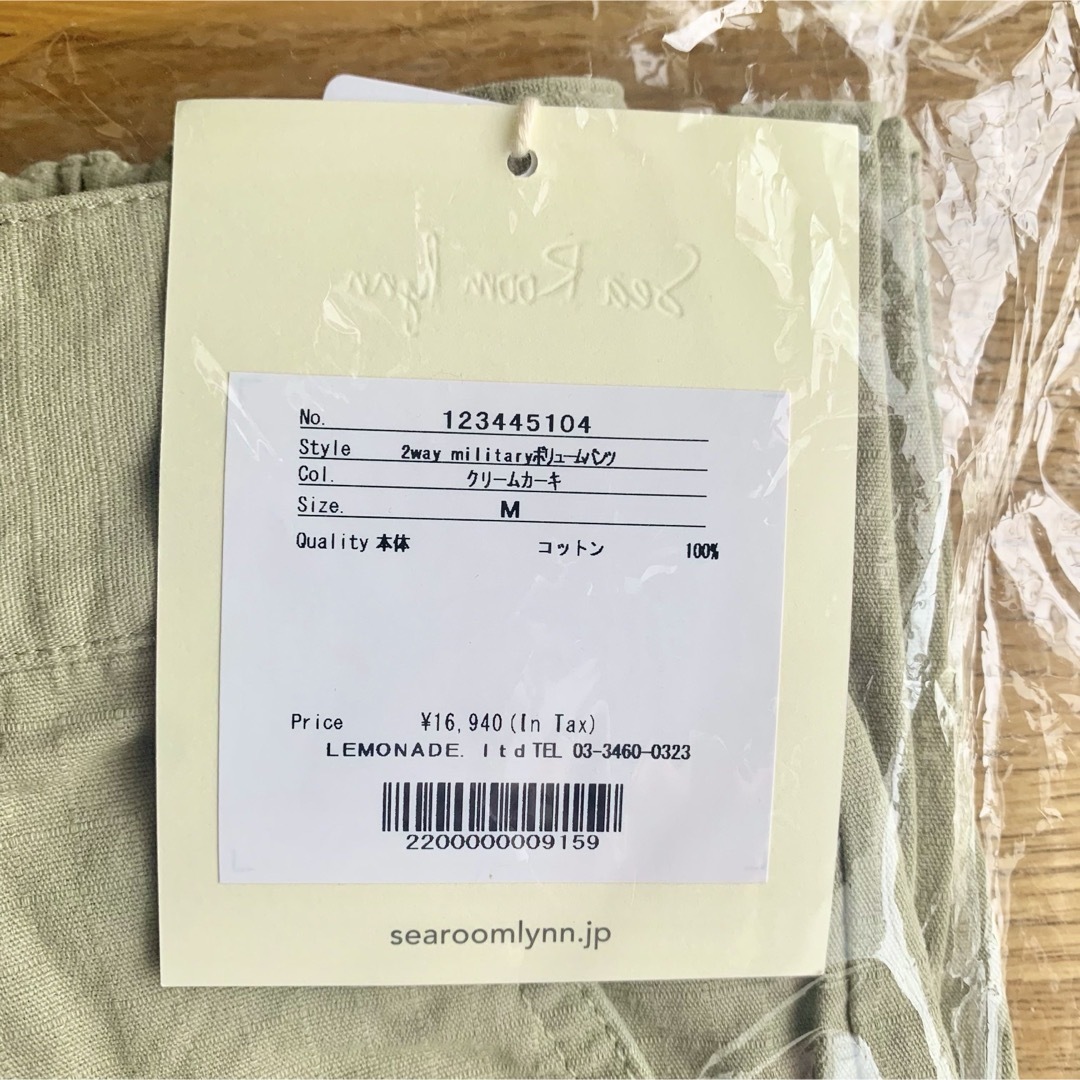 Sea Room lynn
No. 123445104
Style 2way militaryボリュームパンツ
Col. クリームカーキ
Size. M
Quality 本体 コットン 100%
Price ¥16,940(In Tax)
LEMONADE. ltd TEL 03-3460-0323
2200000009159
searoomlynn.jp